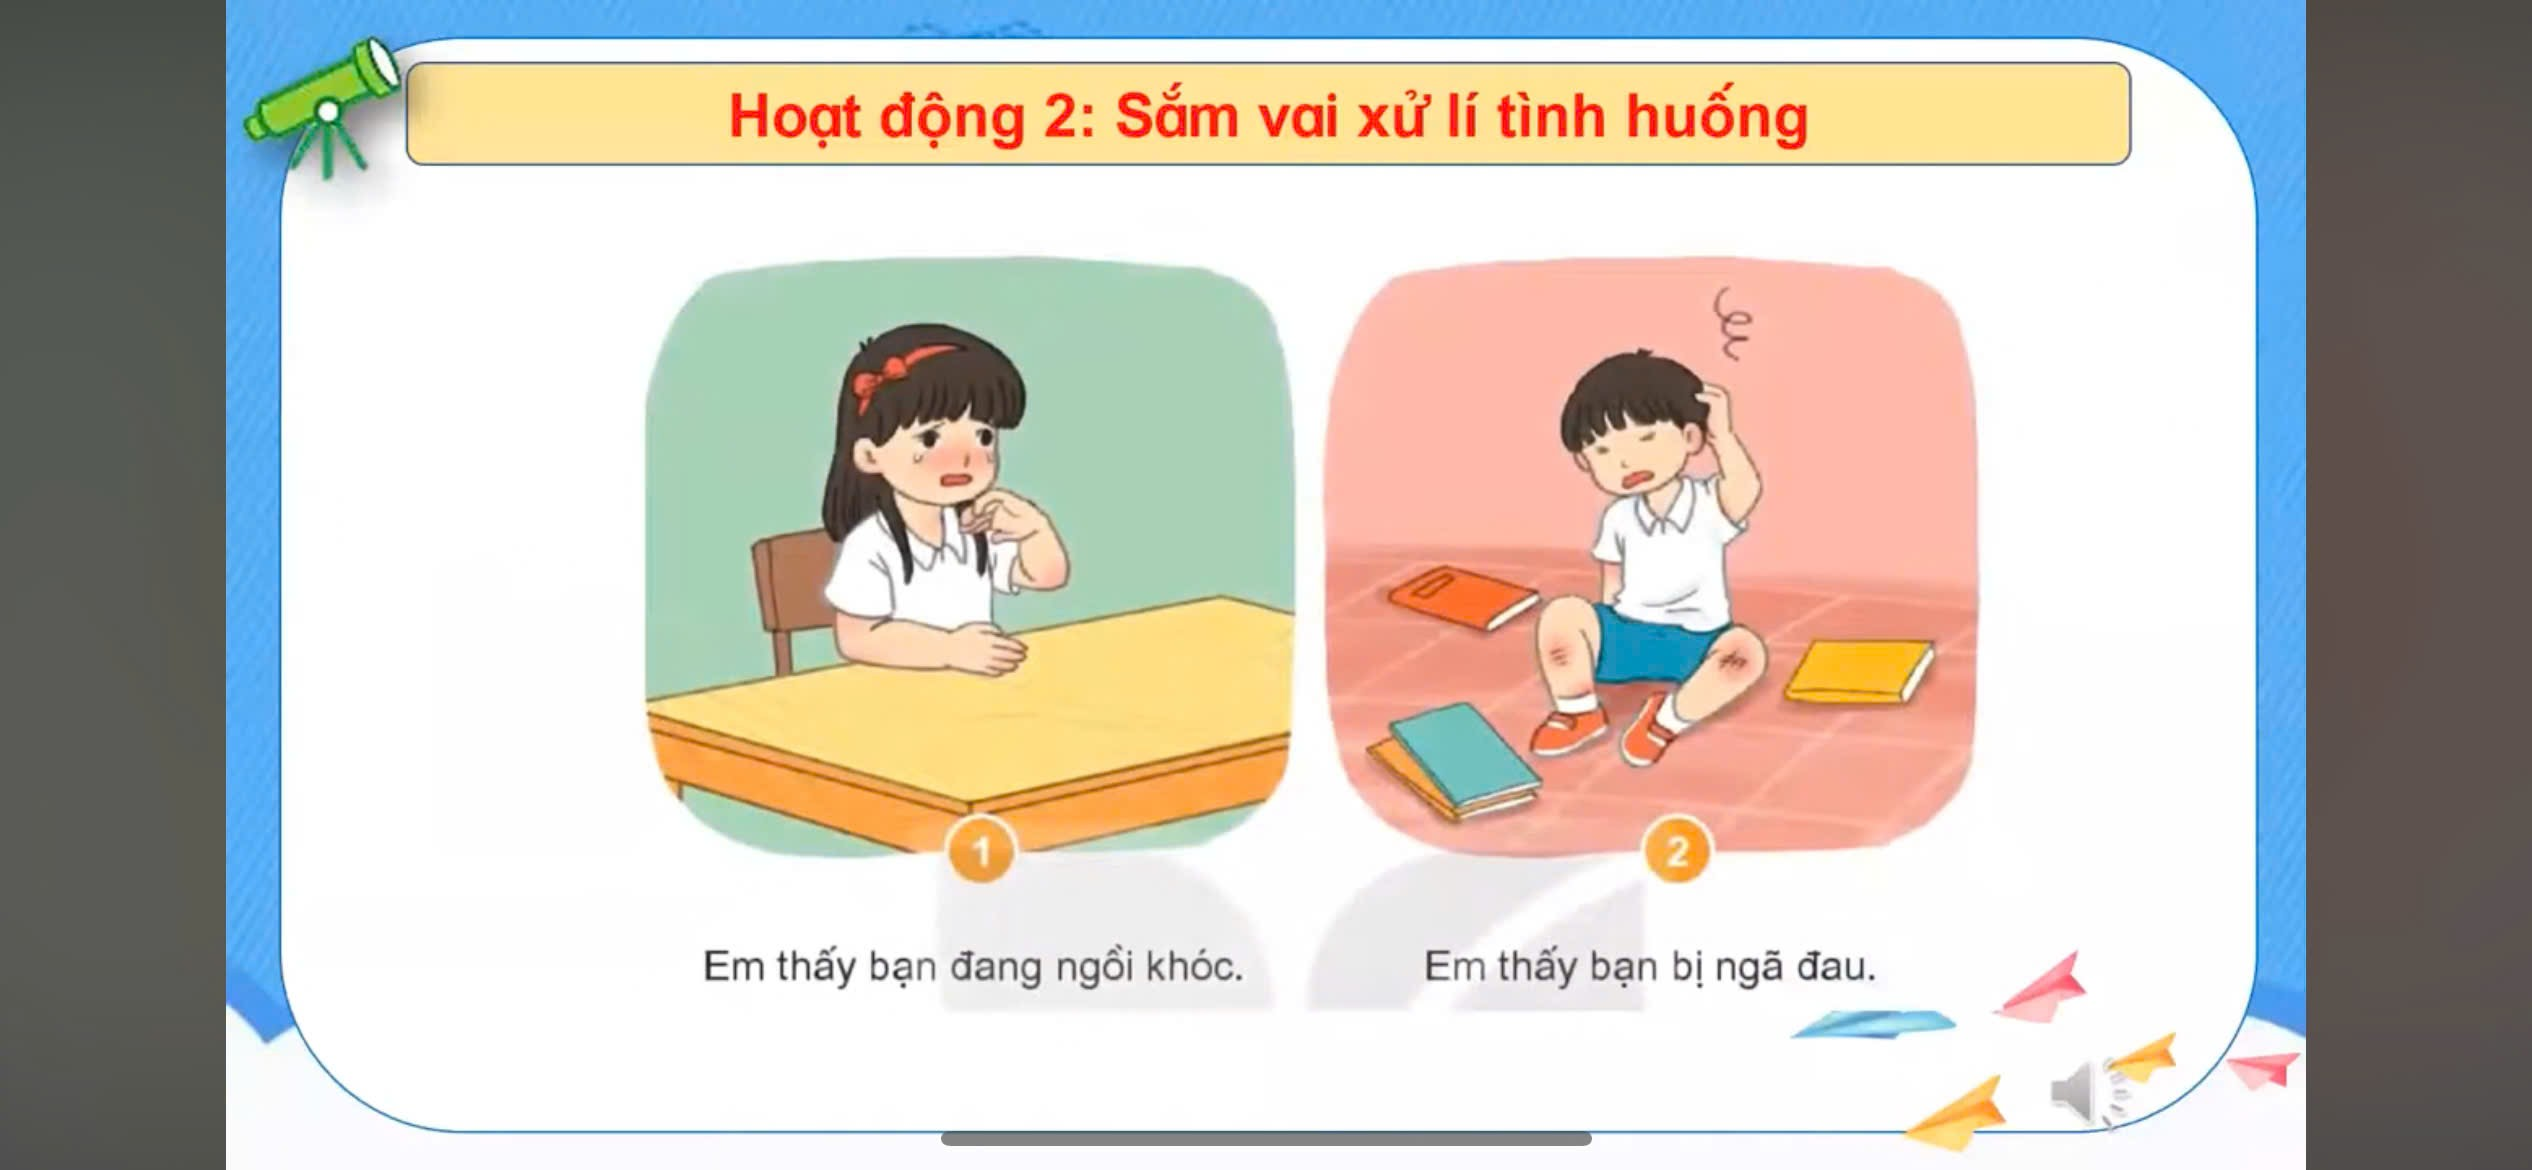 Hoạt động 2: Sắm vai xử lí tình huống
1
2
Em thấy bạn đang ngồi khóc.
Em thấy bạn bị ngã đau.